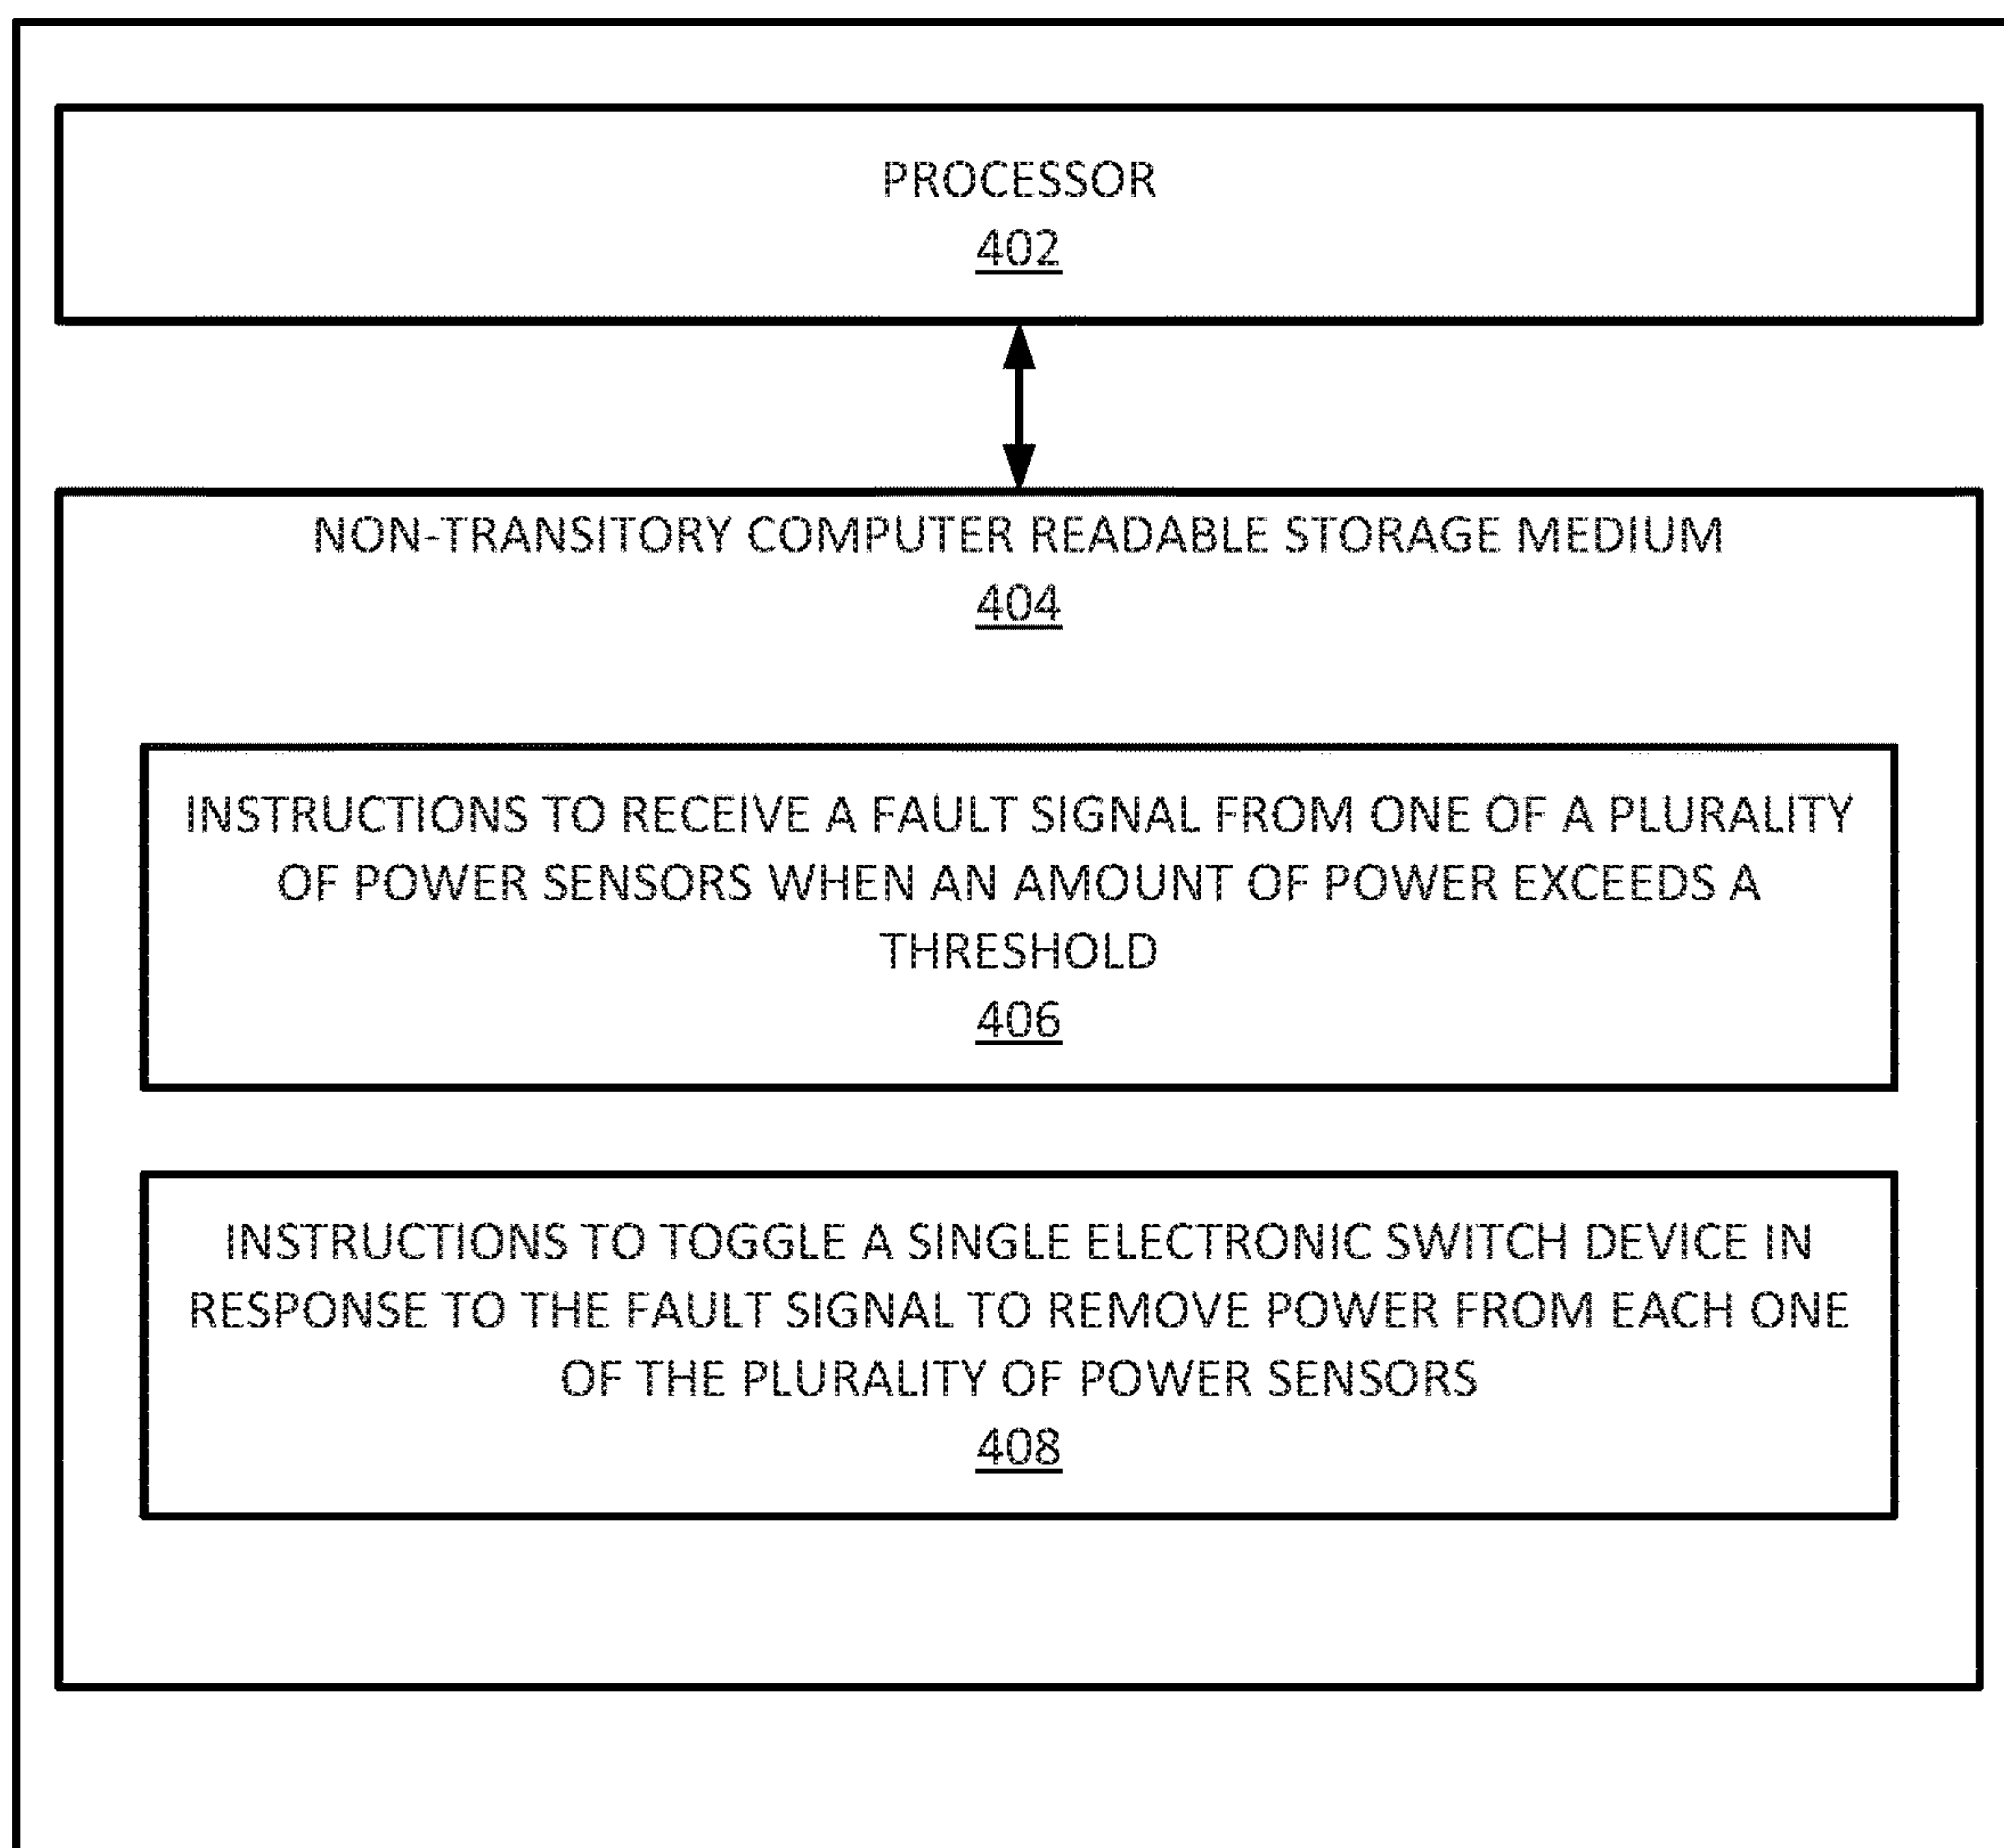 PROCESSOR
402
NON-TRANSITORY COMPUTER READABLE STORAGE MEDIUM
404
INSTRUCTIONS TO RECEIVE A FAULT SIGNAL FROM ONE OF A PLURALITY
OF POWER SENSORS WHEN AN AMOUNT OF POWER EXCEEDS A
THRESHOLD
406
INSTRUCTIONS TO TOGGLE A SINGLE ELECTRONIC SWITCH DEVICE IN
RESPONSE TO THE FAULT SIGNAL TO REMOVE POWER FROM EACH ONE
OF THE PLURALITY OF POWER SENSORS
408